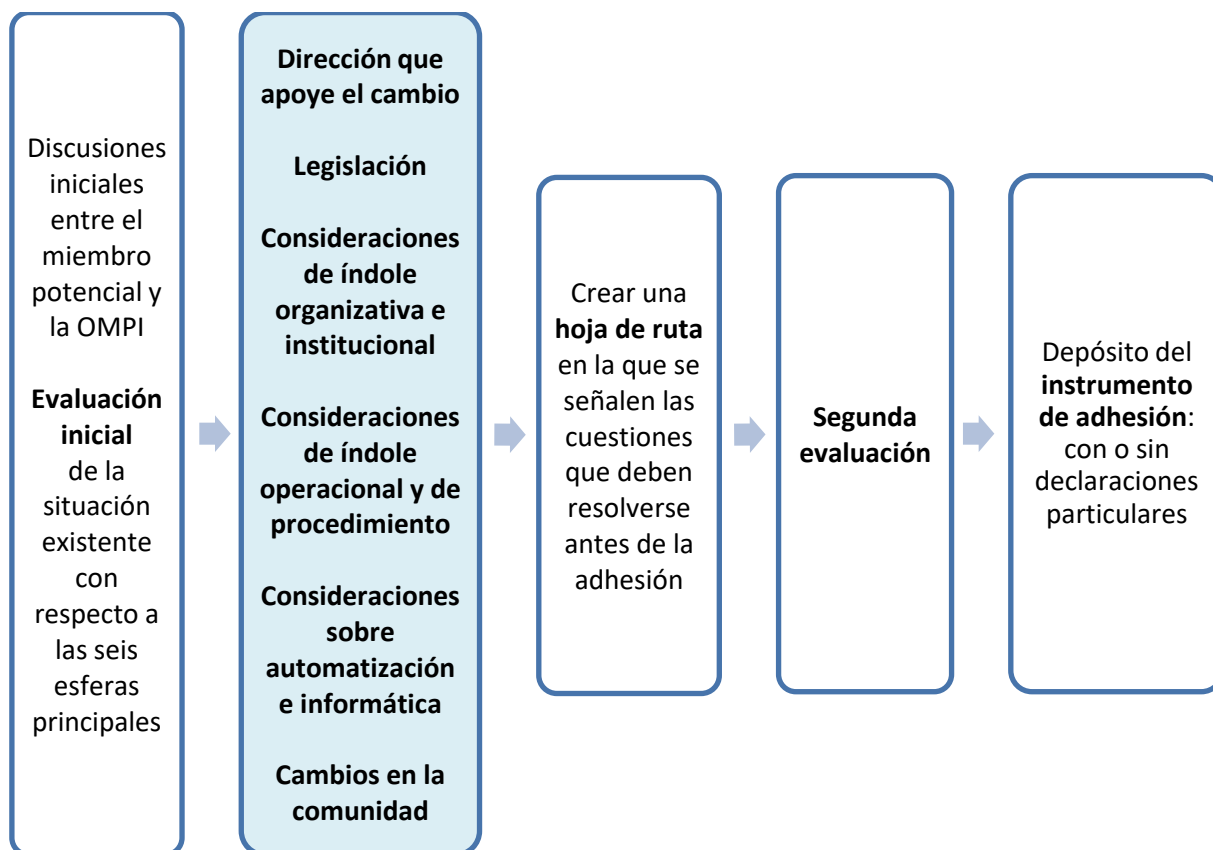 Discusiones
iniciales
entre el
miembro
potencial y
la OMPI
Evaluación
inicial
de la
situación
existente
con
respecto a
las seis
esferas
principales
Dirección que
apoye el cambio
Legislación
Consideraciones
de índole
organizativa e
institucional
Consideraciones
de índole
operacional y de
procedimiento
Consideraciones
sobre
automatización
e informática
Cambios en la
comunidad
Crear una
hoja de ruta
en la que se
señalen las
cuestiones
que deben
resolverse
antes de la
adhesión
Segunda
evaluación
Depósito del
instrumento
de adhesión:
con o sin
declaraciones
particulares